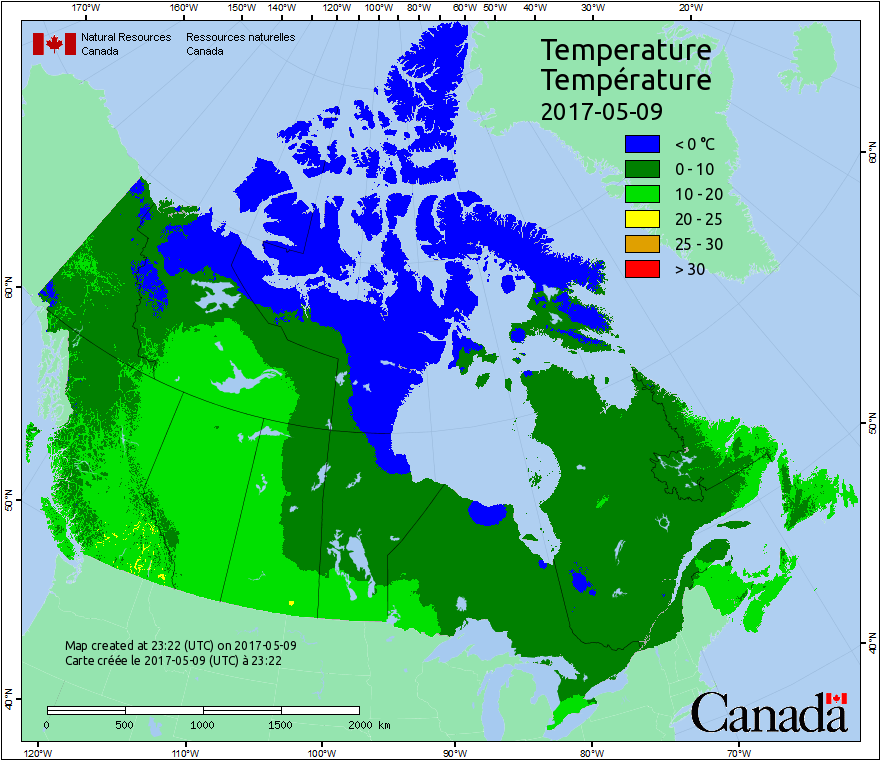 170°W 160°W 150°W 140°W 130°W 120°W 110°W 100°W 90°W 80°W 60°W 50°W 40°W 30°W 20°W
Natural Resources Ressources naturelles
Canada Canada
Temperature
Température
2017-05-09
< 0 °C
0 - 10
10 - 20
20 - 25
25 - 30
> 30
60°N
60°N
50°N
50°N
40°N
40°N
Map created at 23:22 (UTC) on 2017-05-09
Carte créée le 2017-05-09 (UTC) à 23:22
0 500 1000 1500 2000 km
Canada
120°W 110°W 100°W 90°W 80°W 70°W